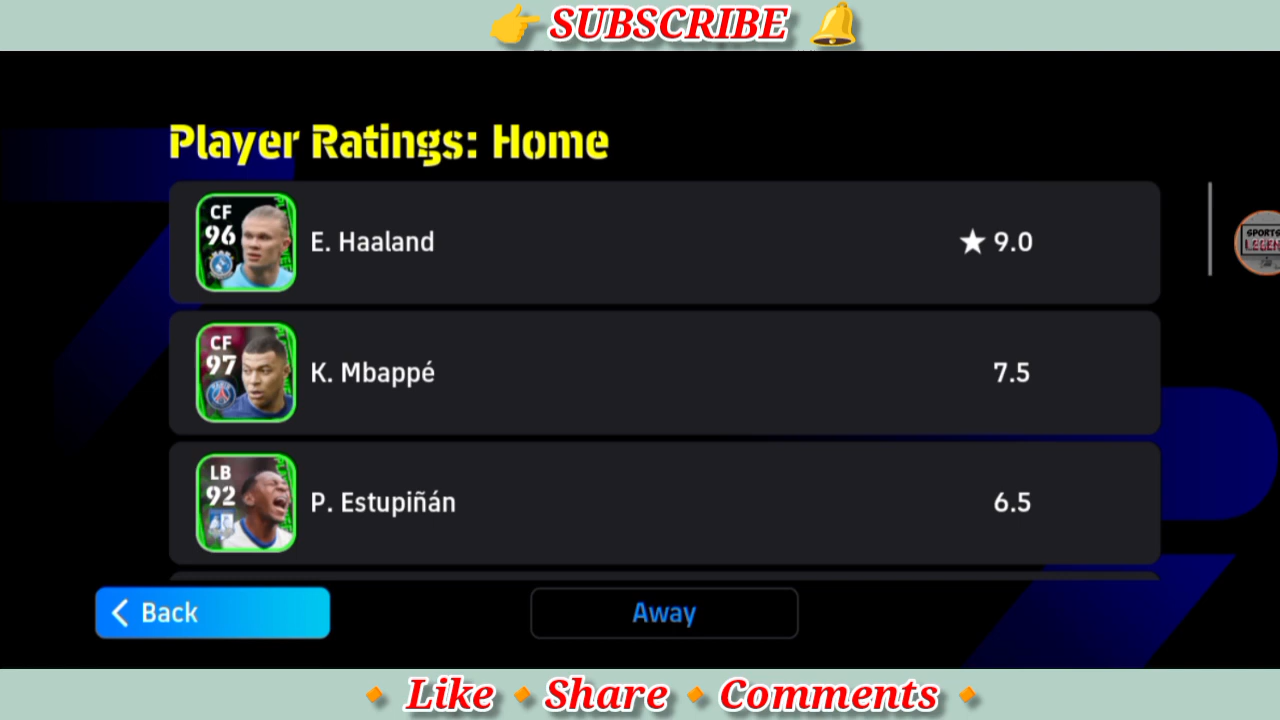 👉 SUBSCRIBE 🔔
Player Ratings: Home
CF
96
E. Haaland
★ 9.0
CF
97
K. Mbappé
7.5
LB
92
P. Estupiñán
6.5
Back
Away
SPORTS
🔸 Like 🔸 Share 🔸 Comments 🔸